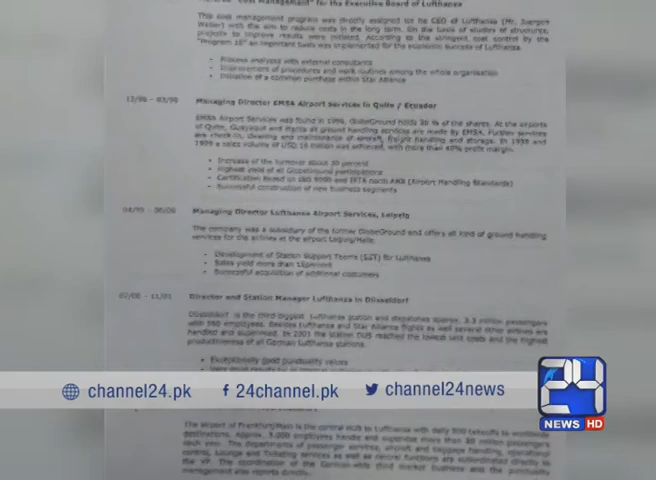 "Cost Management" for the Executive Board of Lufthansa
This cost management program was directly assigned by the CEO of Lufthansa (Mr. Juergen
Weber) with the aim to reduce costs in the long term. On the basis of studies of structures,
projects to improve results were initiated. According to the stringent cost control by the
"Program 15" an important basis was implemented for the economic success of Lufthansa.
• Process analyses with external consultants
• Improvement of procedures and work routines among the whole organisation
• Initiation of a common purchase within Star Alliance
Managing Director EMSA Airport Services in Quito / Ecuador
EMSA Airport Services was found in 1994, GlobeGround holds % of the shares. At the airports
of Quito, Guayaquil and Manta all ground handling services are made by EMSA. Further services
are check-in, cleaning and maintenance of aircraft, freight handling and storage. In 1998 and
1999 a sales volume of USD million was achieved, with more than 40% profit margin.
• Increase of the turnover about percent
• Highest yield of all GlobeGround participations
• Certification based on ISO 9000 and IATA norm AHS (Airport Handling Standards)
• Successful construction of new business segments
Managing Director Lufthansa Airport Services, Leipzig
The company was a subsidiary of the former GlobeGround and offers all kind of ground handling
services for the airlines at the airport Leipzig/Halle.
• Development of Station Support Teams (SST) for Lufthansa
• Sales yield more than
• Successful acquisition of additional customers
07/00 - 11/01 Director and Station Manager Lufthansa in Düsseldorf
Düsseldorf is the third biggest Lufthansa station and dispatches approx. 3.3 million passengers
with 560 employees. Besides Lufthansa and Star Alliance flights as well several other airlines are
handled and supervised. In 2001 the station DUS reached the lowest unit costs and the highest
productiveness of all German Lufthansa stations.
• Exceptionally good punctuality values
channel24.pk 24channel.pk channel24news
24
NEWS HD
The airport of Frankfurt/Main is the central HUB to Lufthansa with daily 500 takeoffs to worldwide
destinations. Approx. 3,000 employees handle and supervise more than million passengers
each year. The departments of passenger services, aircraft and baggage handling, operational
control, Lounge and Ticketing services as well as central functions are subordinated directly to
the VP. The coordination of the German-wide third market business and the punctuality
management also reports directly.